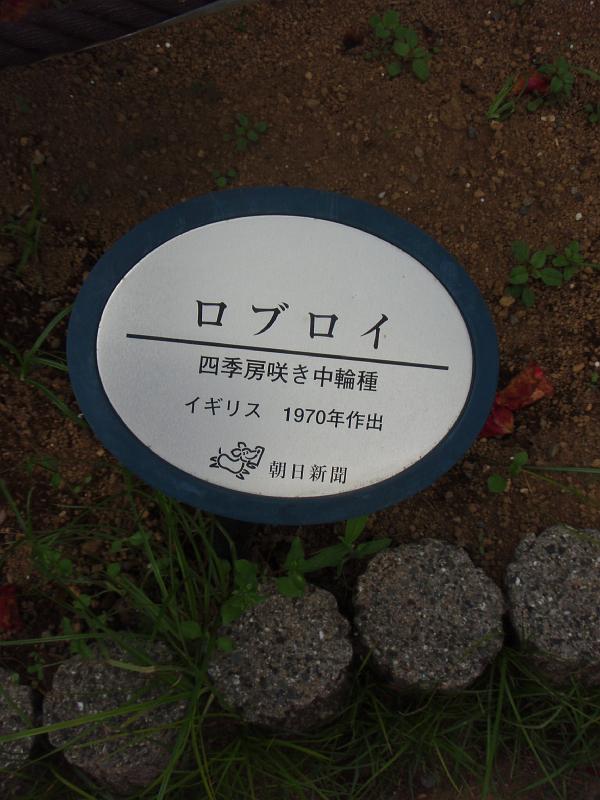 ロブロイ
四季房咲き中輪種
イギリス　1970年作出
朝日新聞